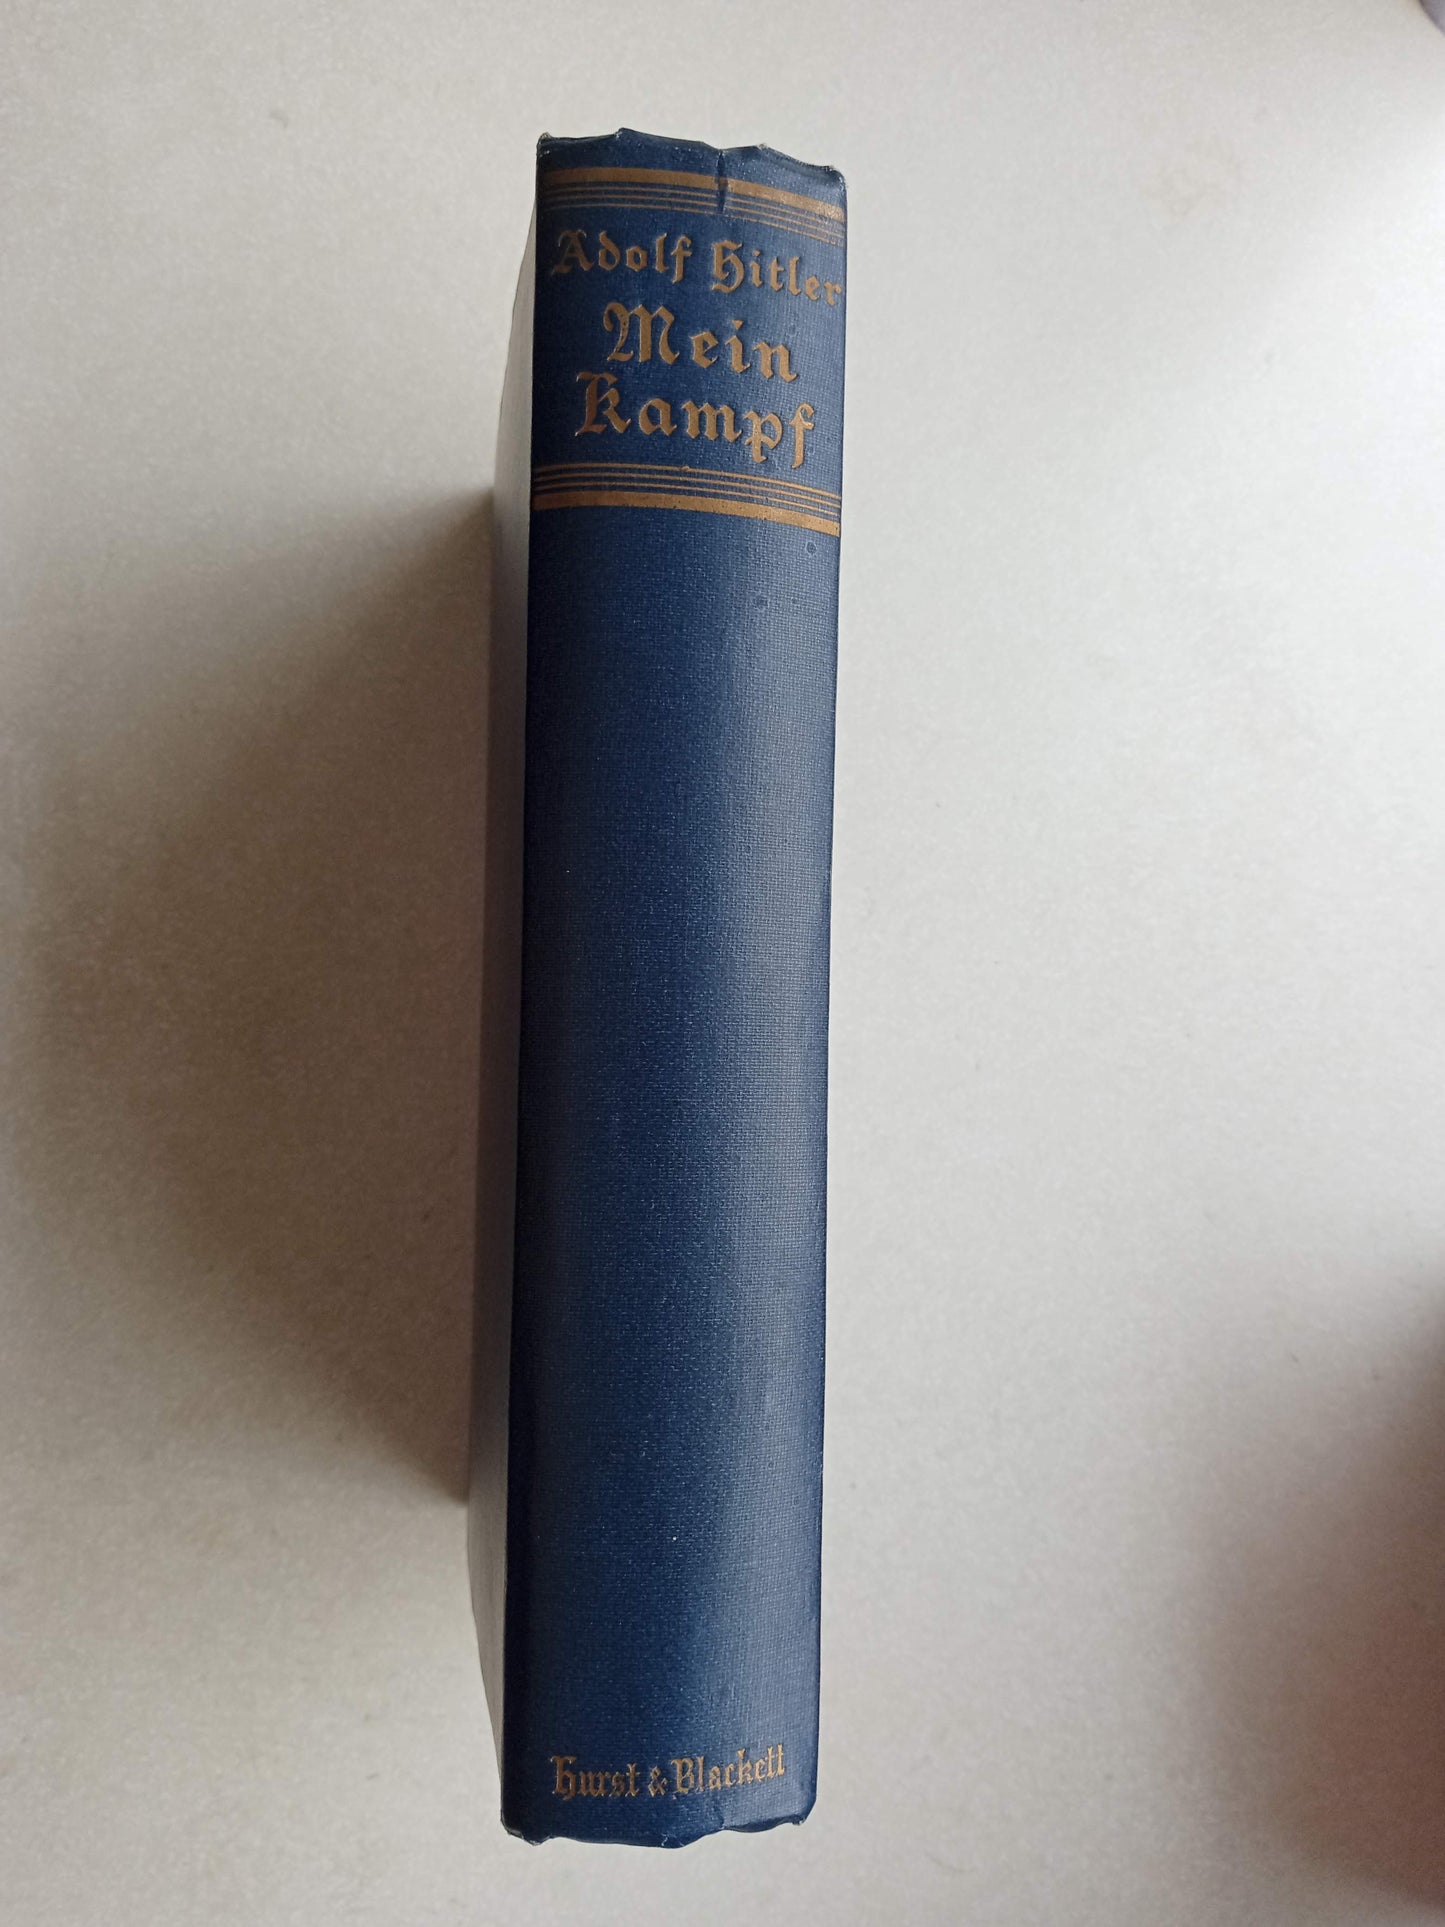 Adolf Hitler
Mein
Kampf
Hurst & Blackett